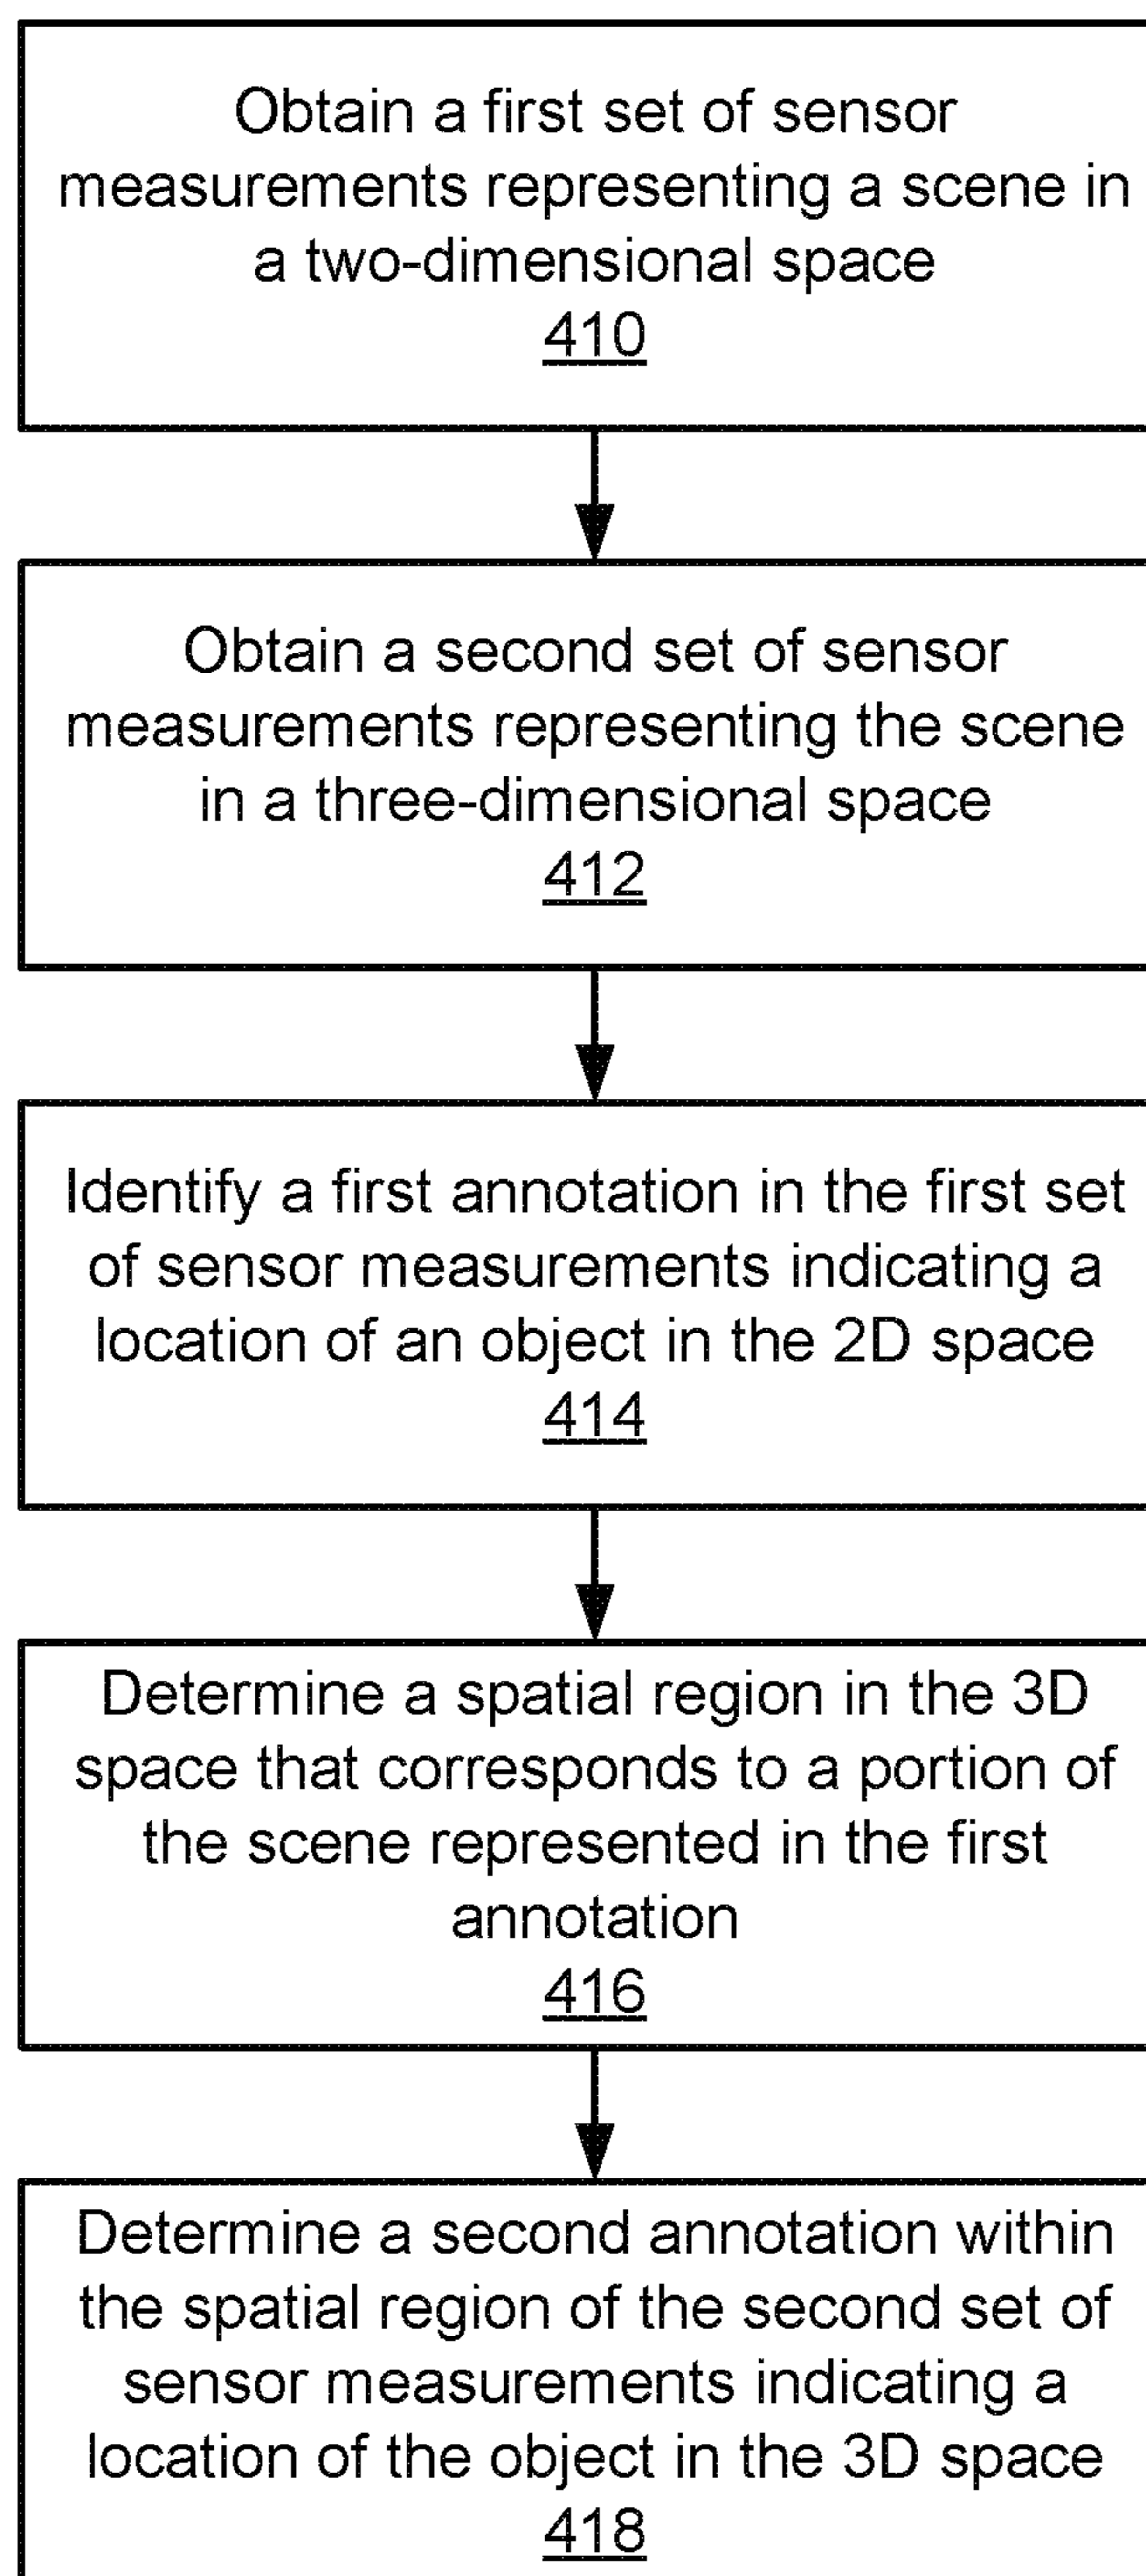 Obtain a first set of sensor
measurements representing a scene in
a two-dimensional space
410
Obtain a second set of sensor
measurements representing the scene
in a three-dimensional space
412
Identify a first annotation in the first set
of sensor measurements indicating a
location of an object in the 2D space
414
Determine a spatial region in the 3D
space that corresponds to a portion of
the scene represented in the first
annotation
416
Determine a second annotation within
the spatial region of the second set of
sensor measurements indicating a
location of the object in the 3D space
418